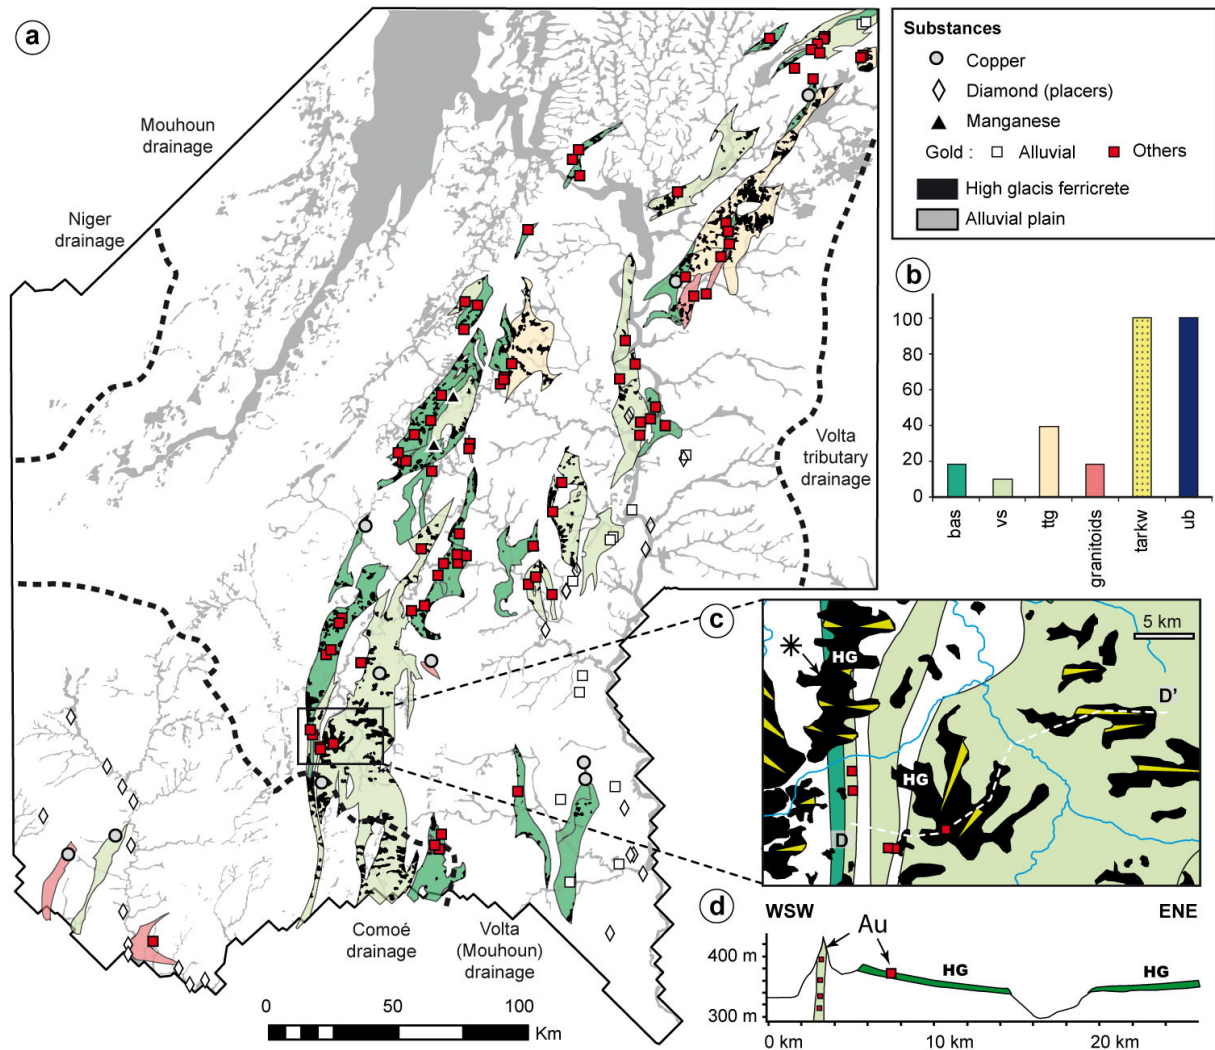 a
Mouhoun
drainage
Niger
drainage
Volta
tributary
drainage
Comoé
drainage
Volta
(Mouhoun)
drainage
0 50 100
Km
Substances
Copper
Diamond (placers)
Manganese
Gold : Alluvial Others
High glacis ferricrete
Alluvial plain
b
100
80
60
40
20
0
bas
vs
ttg
granitoids
tarkw
ub
c
5 km
HG
D'
HG
D
d
WSW ENE
Au
400 m
HG
HG
300 m
0 km 10 km 20 km